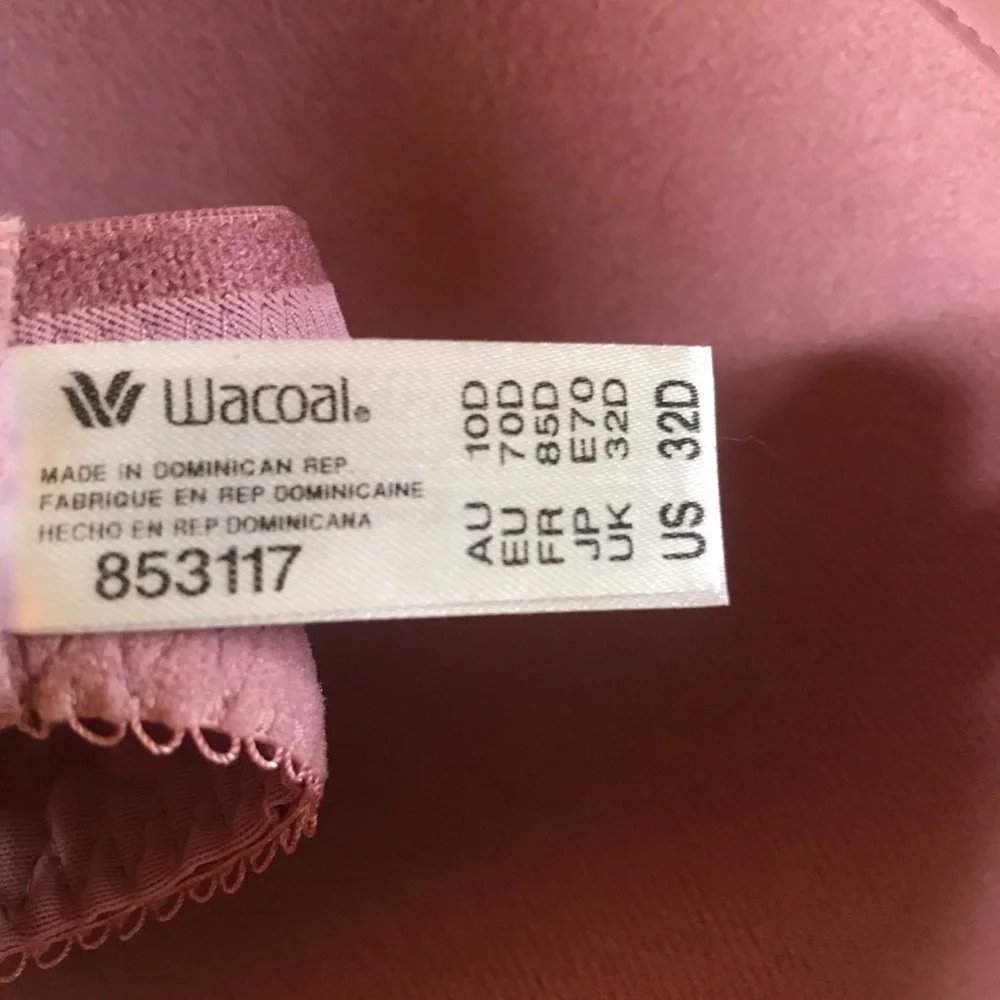 Wacoal®
MADE IN DOMINICAN REP.
FABRIQUE EN REP. DOMINICAINE
HECHO EN REP. DOMINICANA
853117
AU 10D
EU 70D
FR 85D
JP E70
UK 32D
US 32D